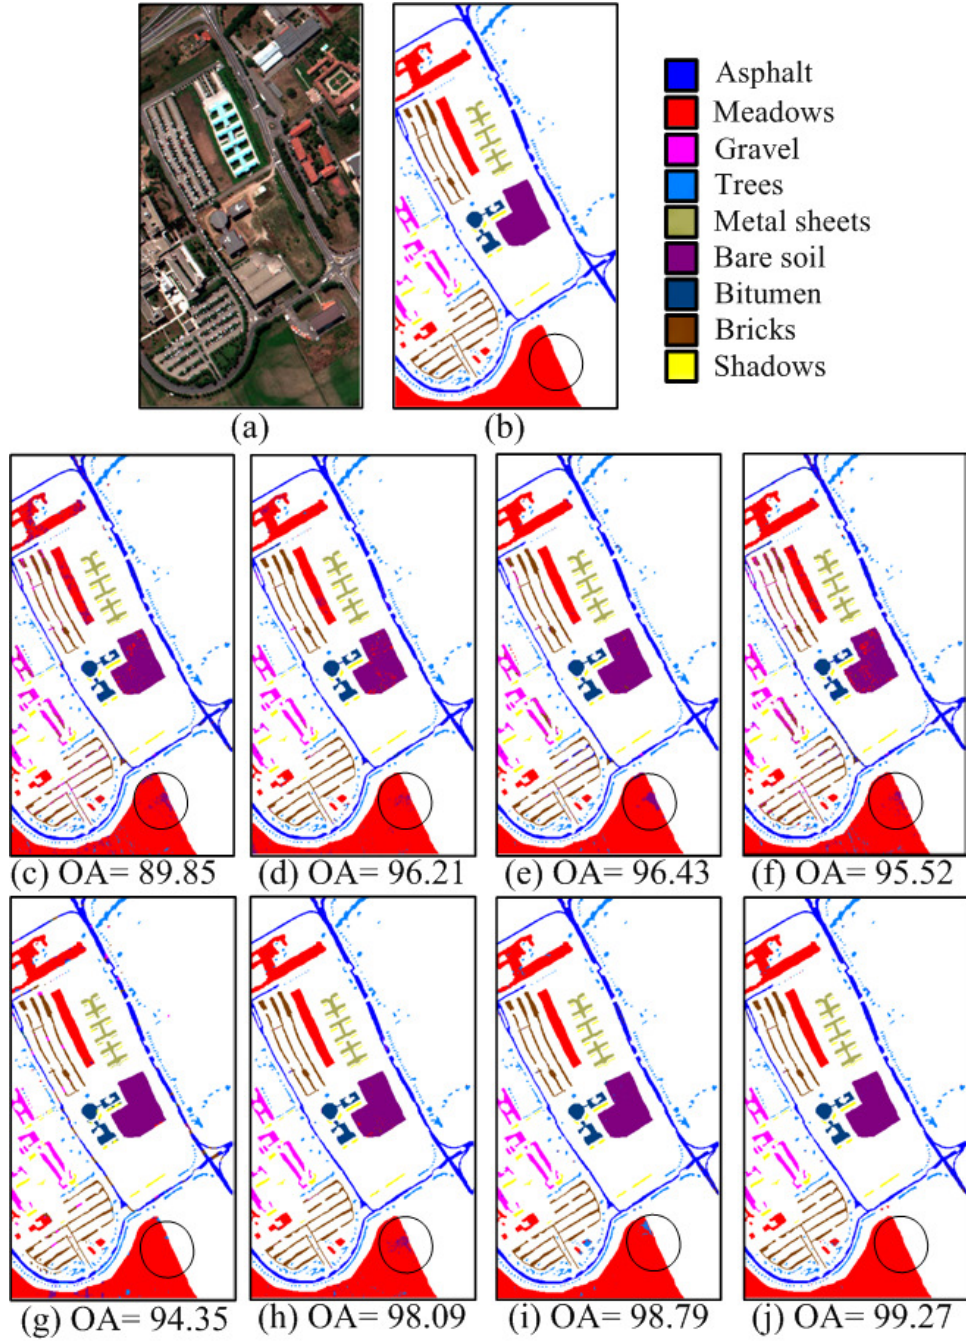 Asphalt
Meadows
Gravel
Trees
Metal sheets
Bare soil
Bitumen
Bricks
Shadows
(a) (b)
(c) OA= 89.85 (d) OA= 96.21 (e) OA= 96.43 (f) OA= 95.52
(g) OA= 94.35 (h) OA= 98.09 (i) OA= 98.79 (j) OA= 99.27